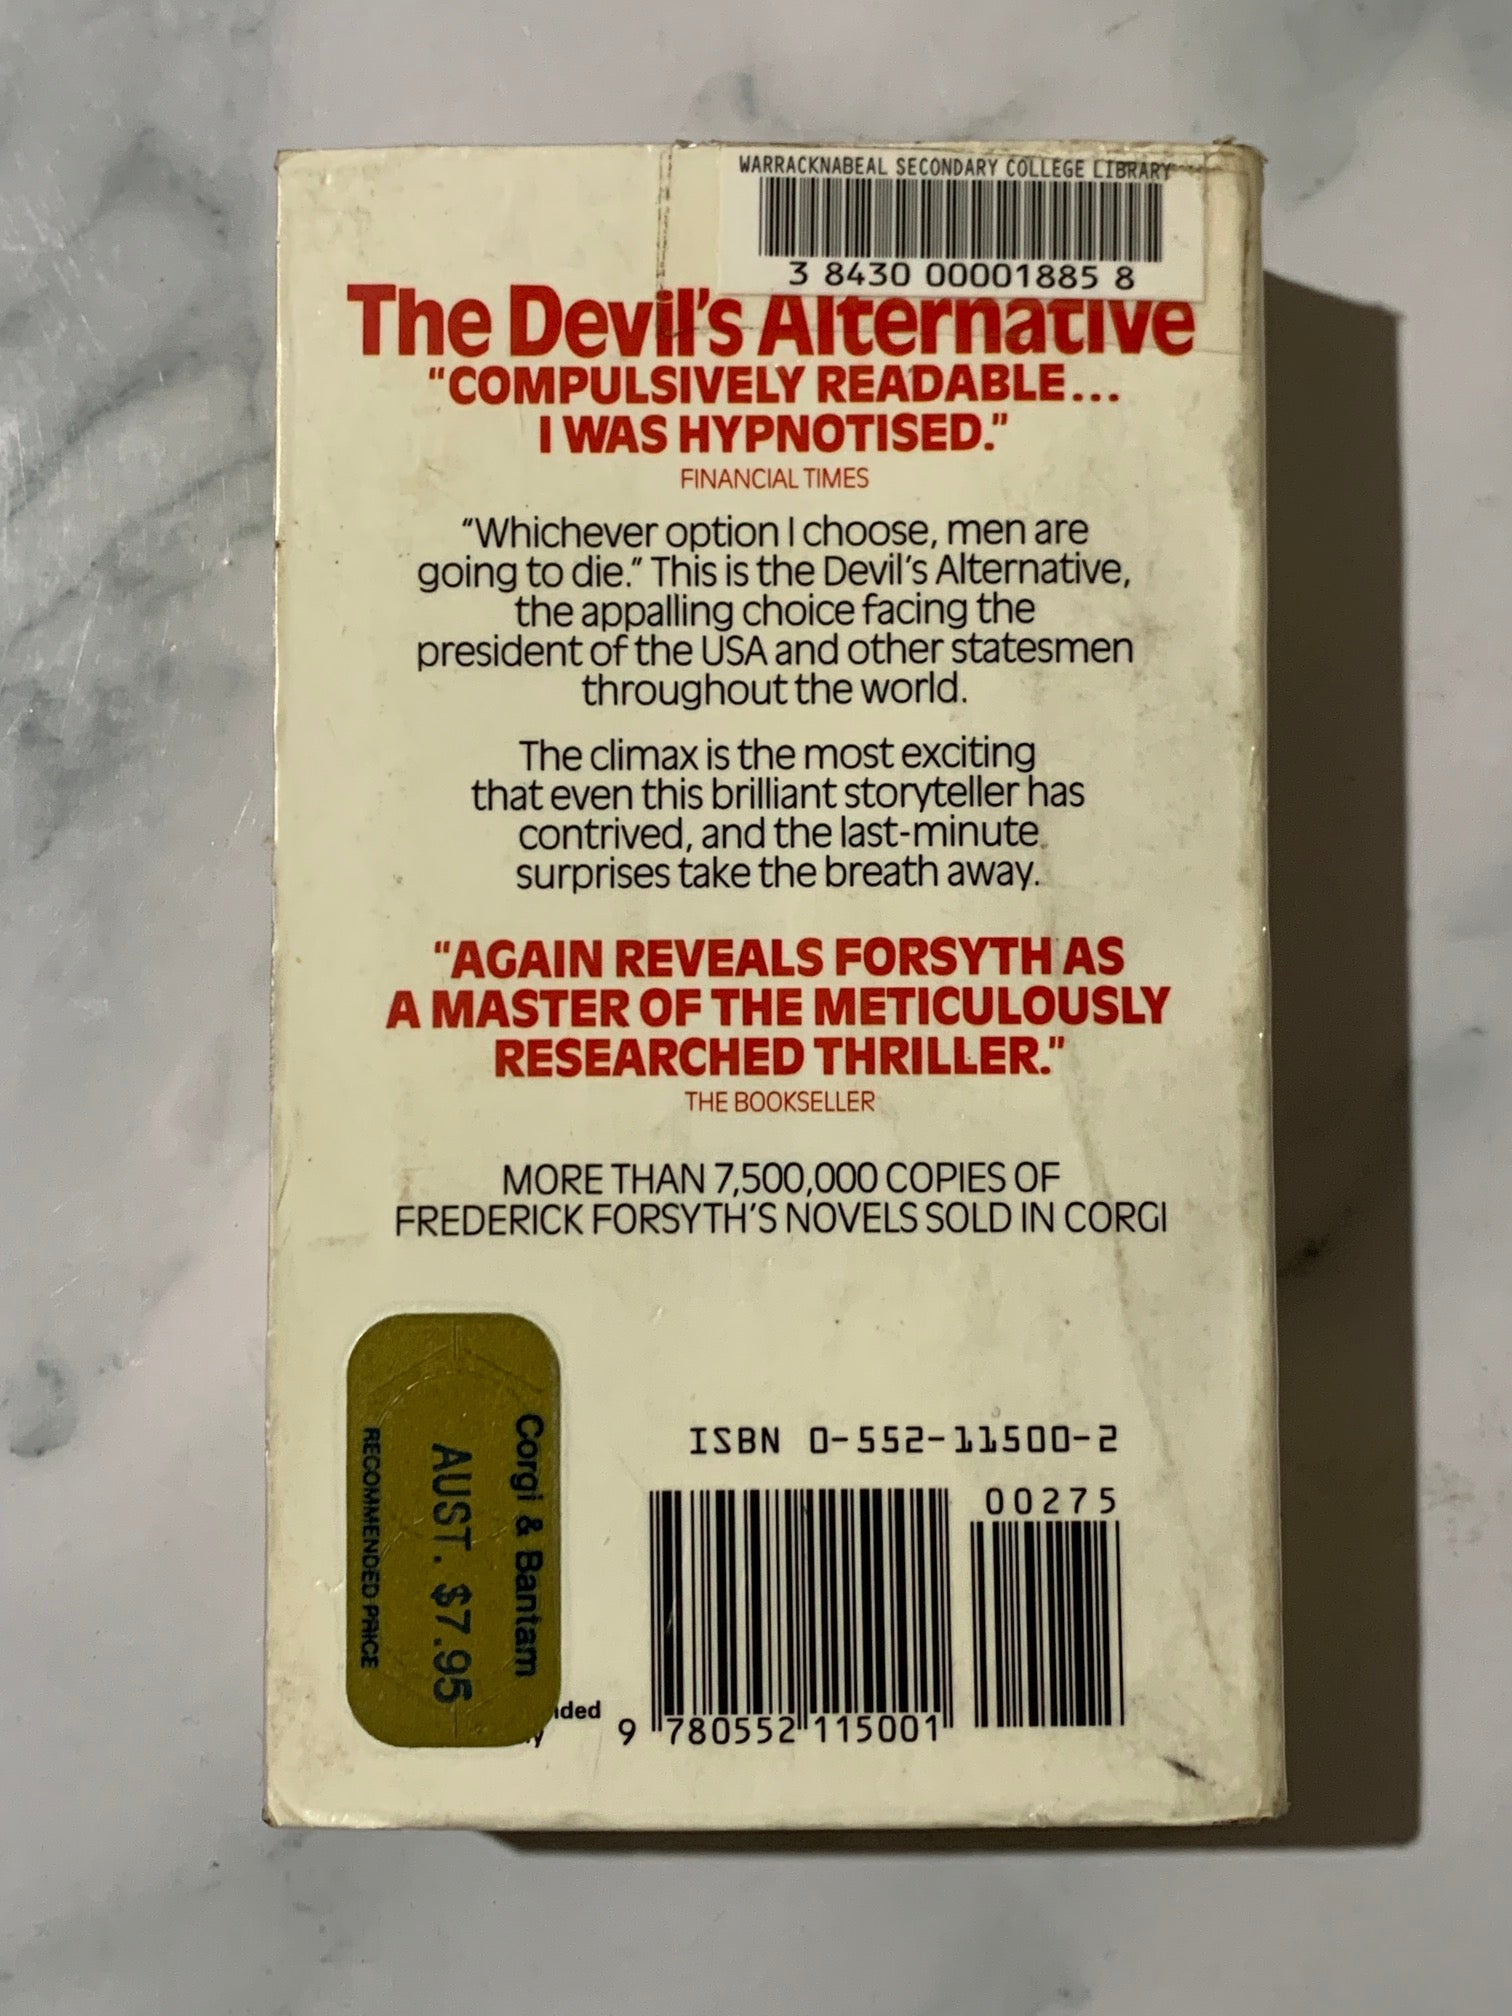 WARRACKNABEAL SECONDARY COLLEGE LIBRARY
3 8430 00001885 8
The Devil's Alternative
"COMPULSIVELY READABLE...
I WAS HYPNOTISED."
FINANCIAL TIMES
"Whichever option I choose, men are
going to die." This is the Devil's Alternative,
the appalling choice facing the
president of the USA and other statesmen
throughout the world.
The climax is the most exciting
that even this brilliant storyteller has
contrived, and the last-minute
surprises take the breath away.
"AGAIN REVEALS FORSYTH AS
A MASTER OF THE METICULOUSLY
RESEARCHED THRILLER."
THE BOOKSELLER
MORE THAN 7,500,000 COPIES OF
FREDERICK FORSYTH'S NOVELS SOLD IN CORGI
Corgi & Bantam
AUST. $7.95
RECOMMENDED PRICE
ISBN 0-552-11500-2
00275
9 780552 115001